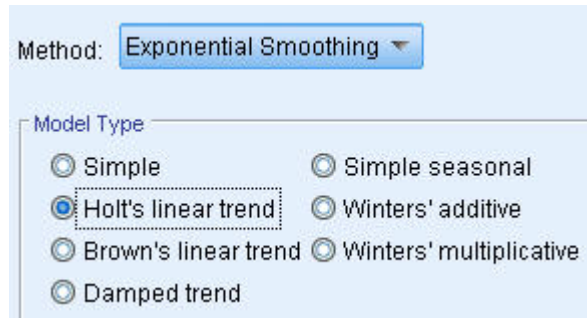 Method: Exponential Smoothing
Model Type
Simple
Simple seasonal
Holt's linear trend
Winters' additive
Brown's linear trend
Winters' multiplicative
Damped trend